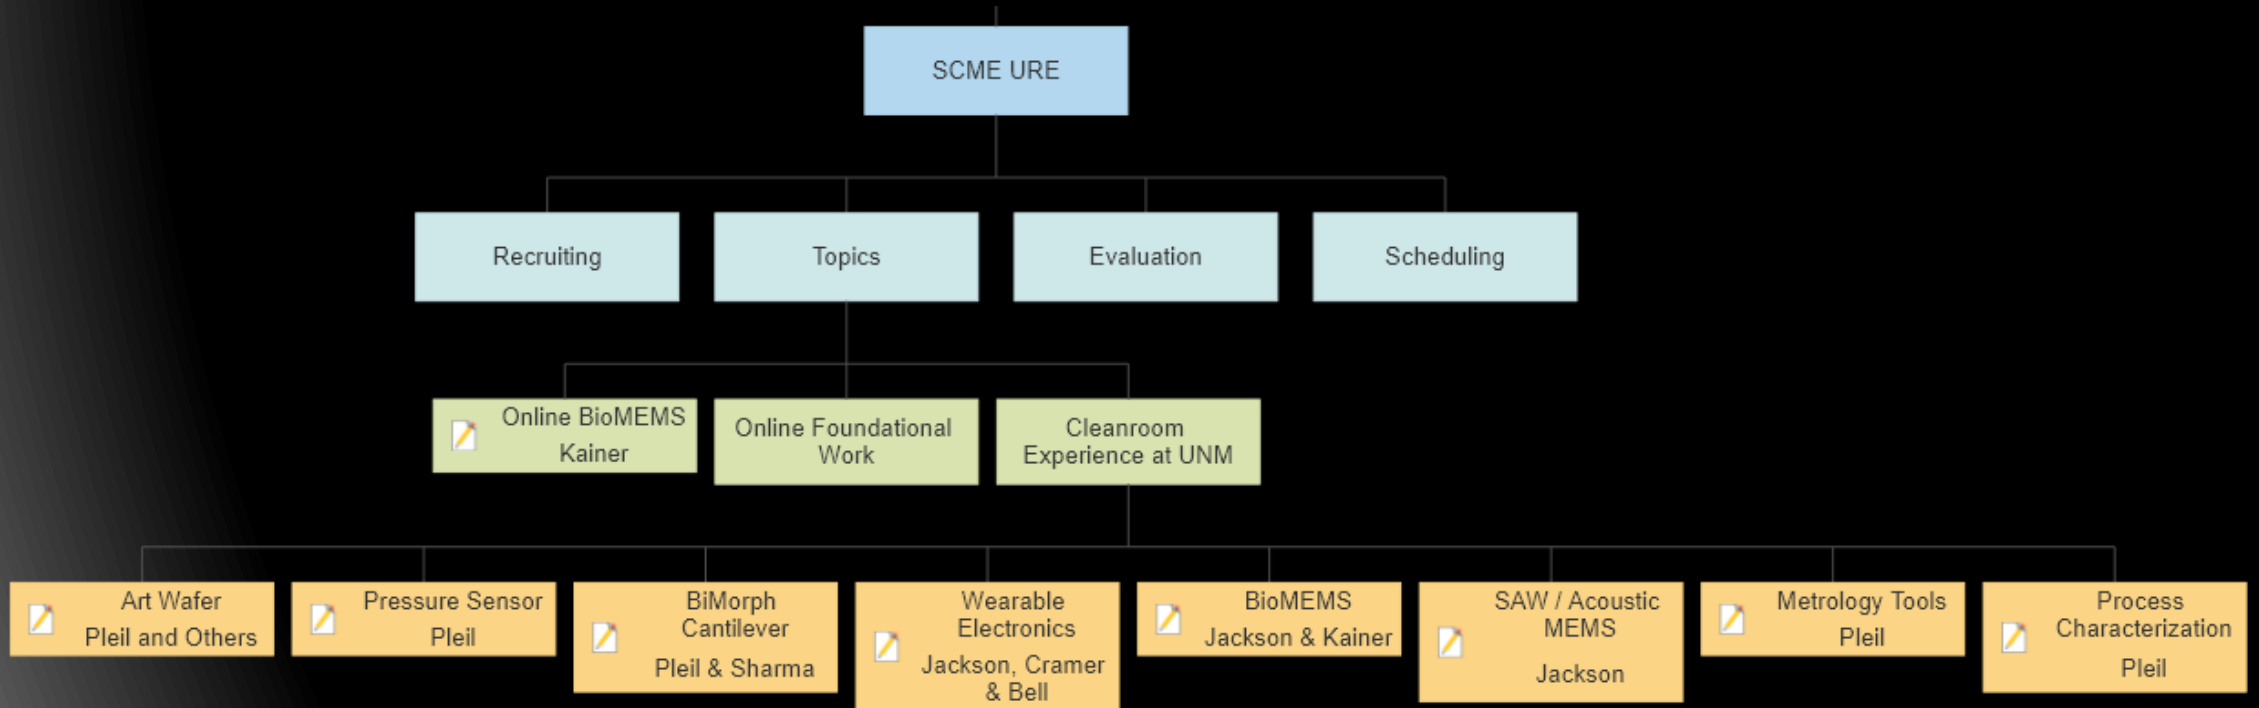 SCME URE
Recruiting
Topics
Evaluation
Scheduling
Online BioMEMS
Kainer
Online Foundational
Work
Cleanroom
Experience at UNM
Art Wafer
Pleil and Others
Pressure Sensor
Pleil
BiMorph
Cantilever
Pleil & Sharma
Wearable
Electronics
Jackson, Cramer
& Bell
BioMEMS
Jackson & Kainer
SAW / Acoustic
MEMS
Jackson
Metrology Tools
Pleil
Process
Characterization
Pleil